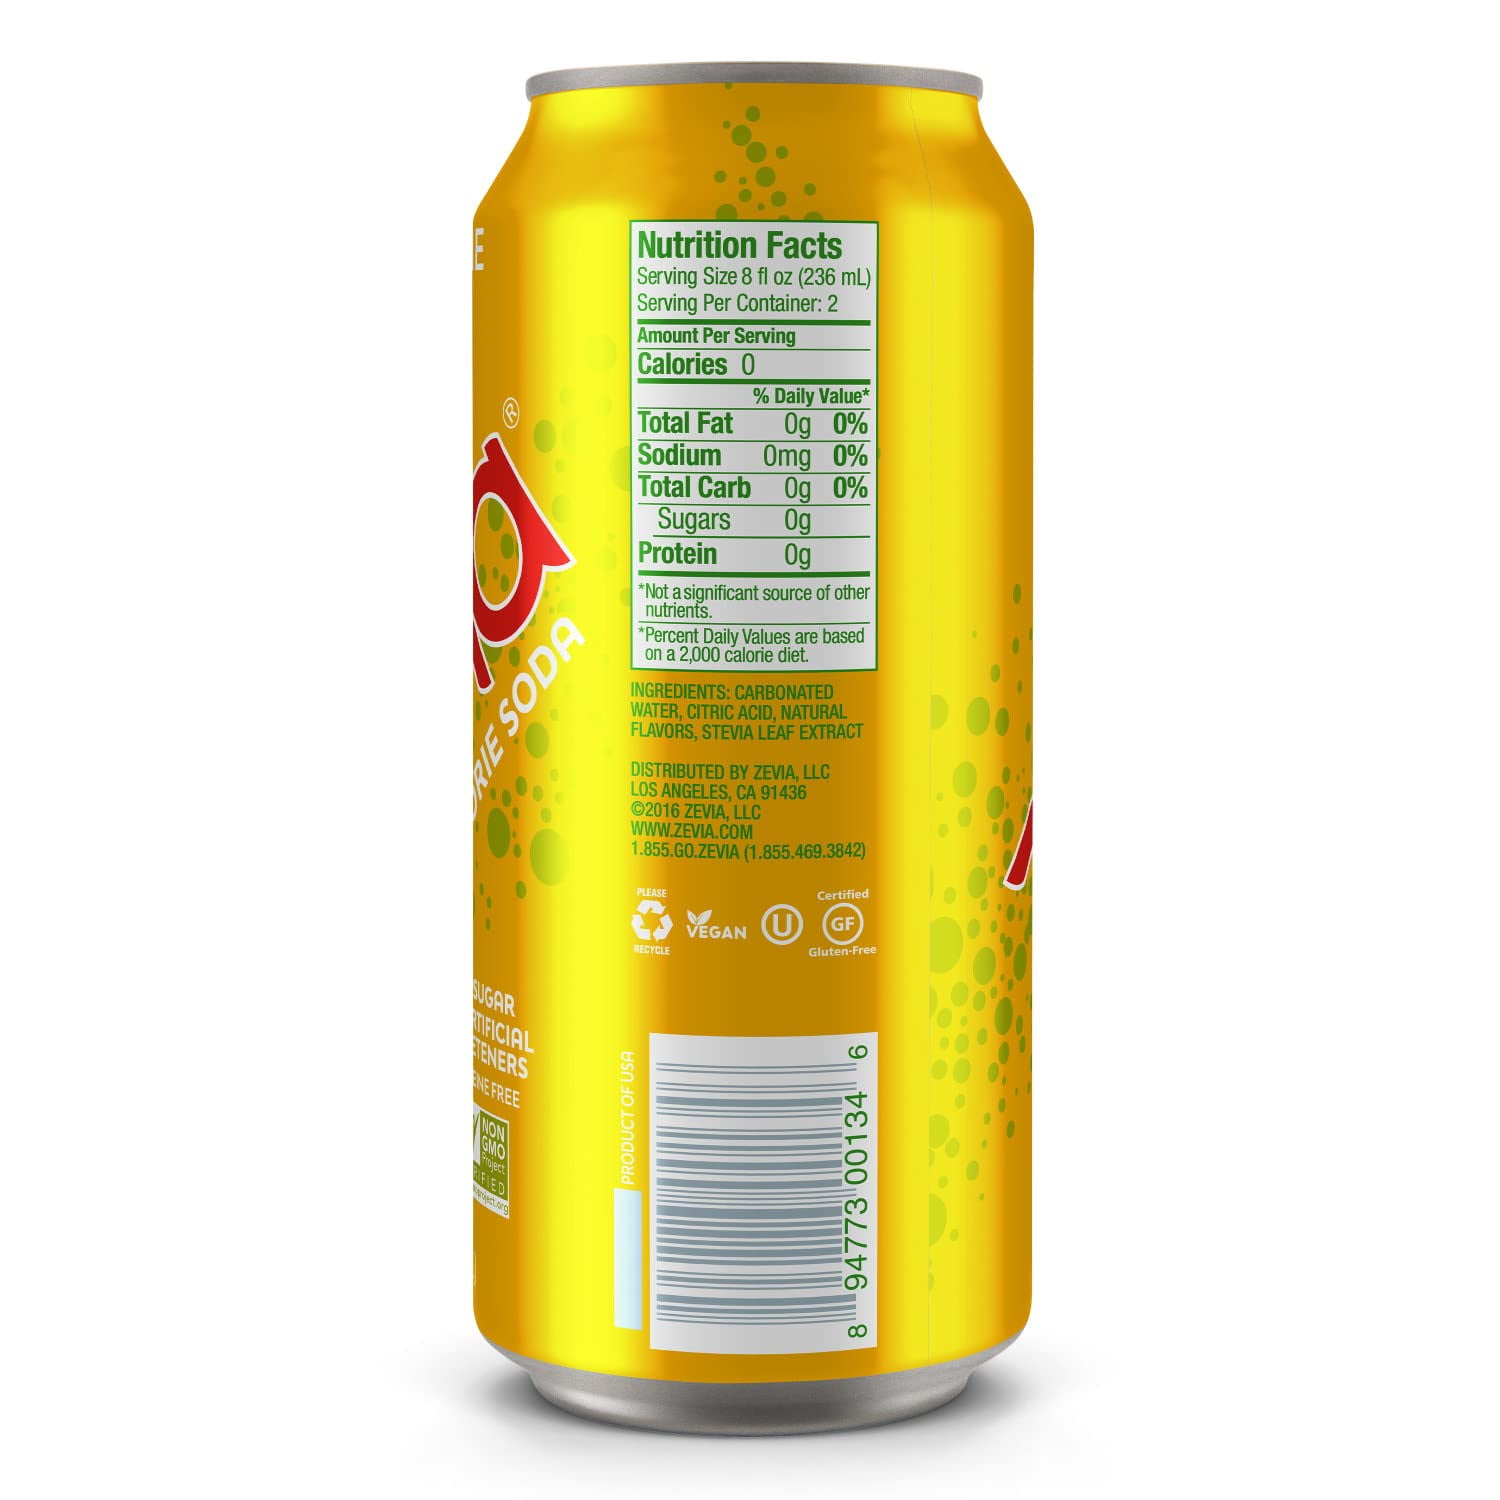 ®
SODA
SUGAR
FREE
NON
GMO
Project
Nutrition Facts
Serving Size 8 fl oz (236 mL)
Serving Per Container: 2
Amount Per Serving
Calories 0
% Daily Value*
Total Fat 0g 0%
Sodium 0mg 0%
Total Carb 0g 0%
Sugars 0g
Protein 0g
*Not a significant source of other
nutrients.
*Percent Daily Values are based
on a 2,000 calorie diet.
INGREDIENTS: CARBONATED
WATER, CITRIC ACID, NATURAL
FLAVORS, STEVIA LEAF EXTRACT
DISTRIBUTED BY ZEVIA, LLC
LOS ANGELES, CA 91436
©2016 ZEVIA, LLC
WWW.ZEVIA.COM
1.855.GO.ZEVIA (1.855.469.3842)
PLEASE
RECYCLE
VEGAN
U
Certified
GF
Gluten-Free
PRODUCT OF USA
8 94773 00134 6